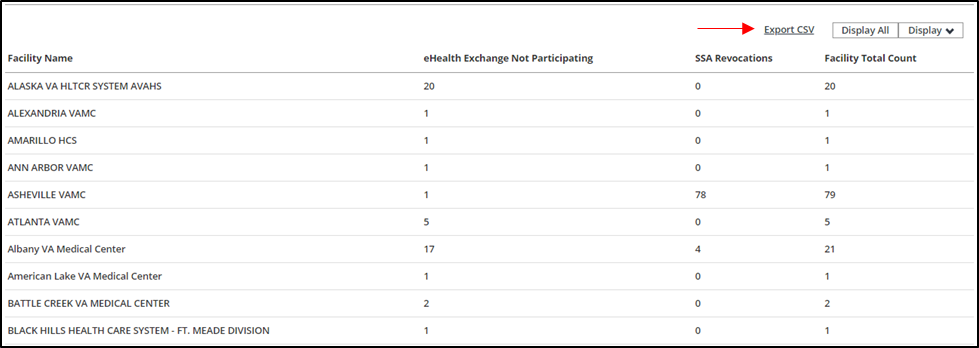 Export CSV Display All Display
Facility Name eHealth Exchange Not Participating SSA Revocations Facility Total Count
ALASKA VA HLTCR SYSTEM AVAHS 20 0 20
ALEXANDRIA VAMC 1 0 1
AMARILLO HCS 1 0 1
ANN ARBOR VAMC 1 0 1
ASHEVILLE VAMC 1 78 79
ATLANTA VAMC 5 0 5
Albany VA Medical Center 17 4 21
American Lake VA Medical Center 1 0 1
BATTLE CREEK VA MEDICAL CENTER 2 0 2
BLACK HILLS HEALTH CARE SYSTEM - FT. MEADE DIVISION 1 0 1